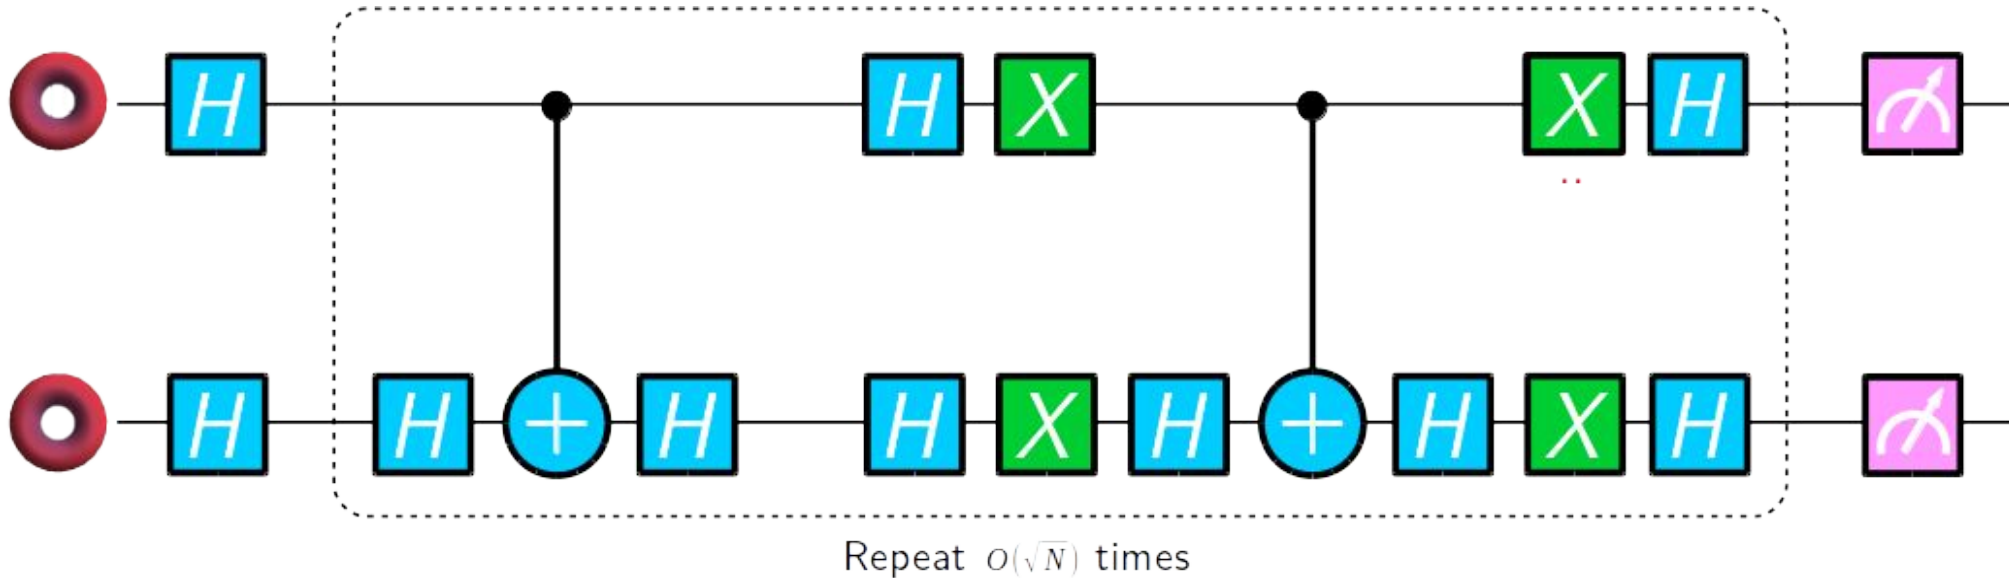 H H X X H
H H H H X H H X H
Repeat O(√N) times